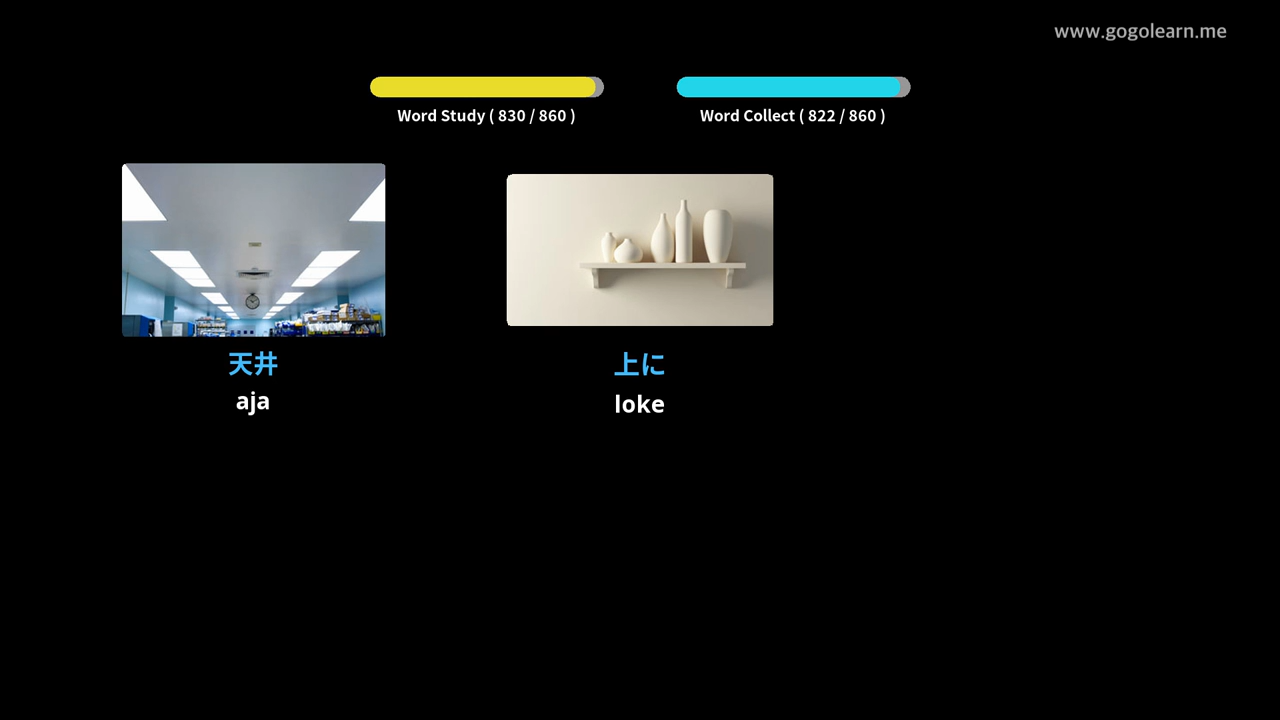 www.gogolearn.me
Word Study ( 830 / 860 )
Word Collect ( 822 / 860 )
天井
aja
上に
loke